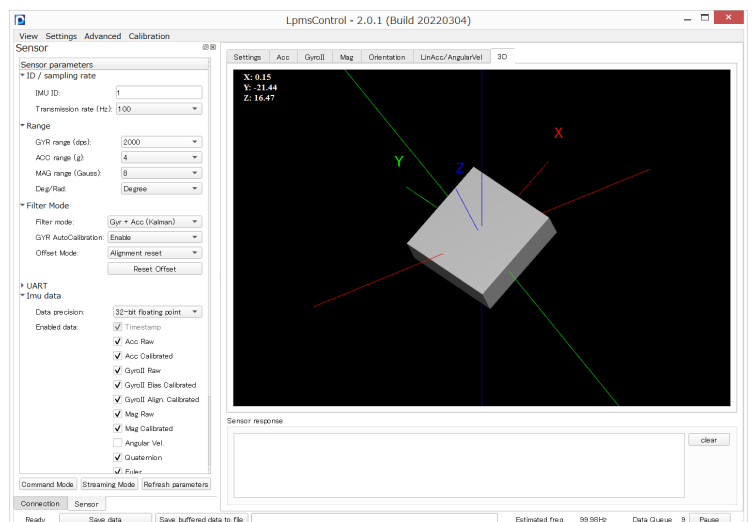 LpmsControl - 2.0.1 (Build 20220304)
View Settings Advanced Calibration
Sensor
Sensor parameters
ID / sampling rate
IMU ID: 1
Transmission rate (Hz): 100
Range
GYR range (dps): 2000
ACC range (g): 4
MAG range (Gauss): 8
Deg/Rad: Degree
Filter Mode
Filter mode: Gyr + Acc (Kalman)
GYR AutoCalibration: Enable
Offset Mode: Alignment reset
Reset Offset
UART
Imu data
Data precision: 32-bit floating point
Enabled data: Timestamp
Acc Raw
Acc Calibrated
GyroII Raw
GyroII Bias Calibrated
GyroII Align. Calibrated
Mag Raw
Mag Calibrated
Angular Vel.
Quaternion
Euler
Command Mode Streaming Mode Refresh parameters
Connection Sensor
Settings Acc GyroII Mag Orientation LinAcc/AngularVel 3D
X: 0.15
Y: -21.44
Z: 16.47
X
Y
Z
Sensor response
clear
Ready Save data Save buffered data to file Estimated freq 99.98Hz Data Queue 9 Pause